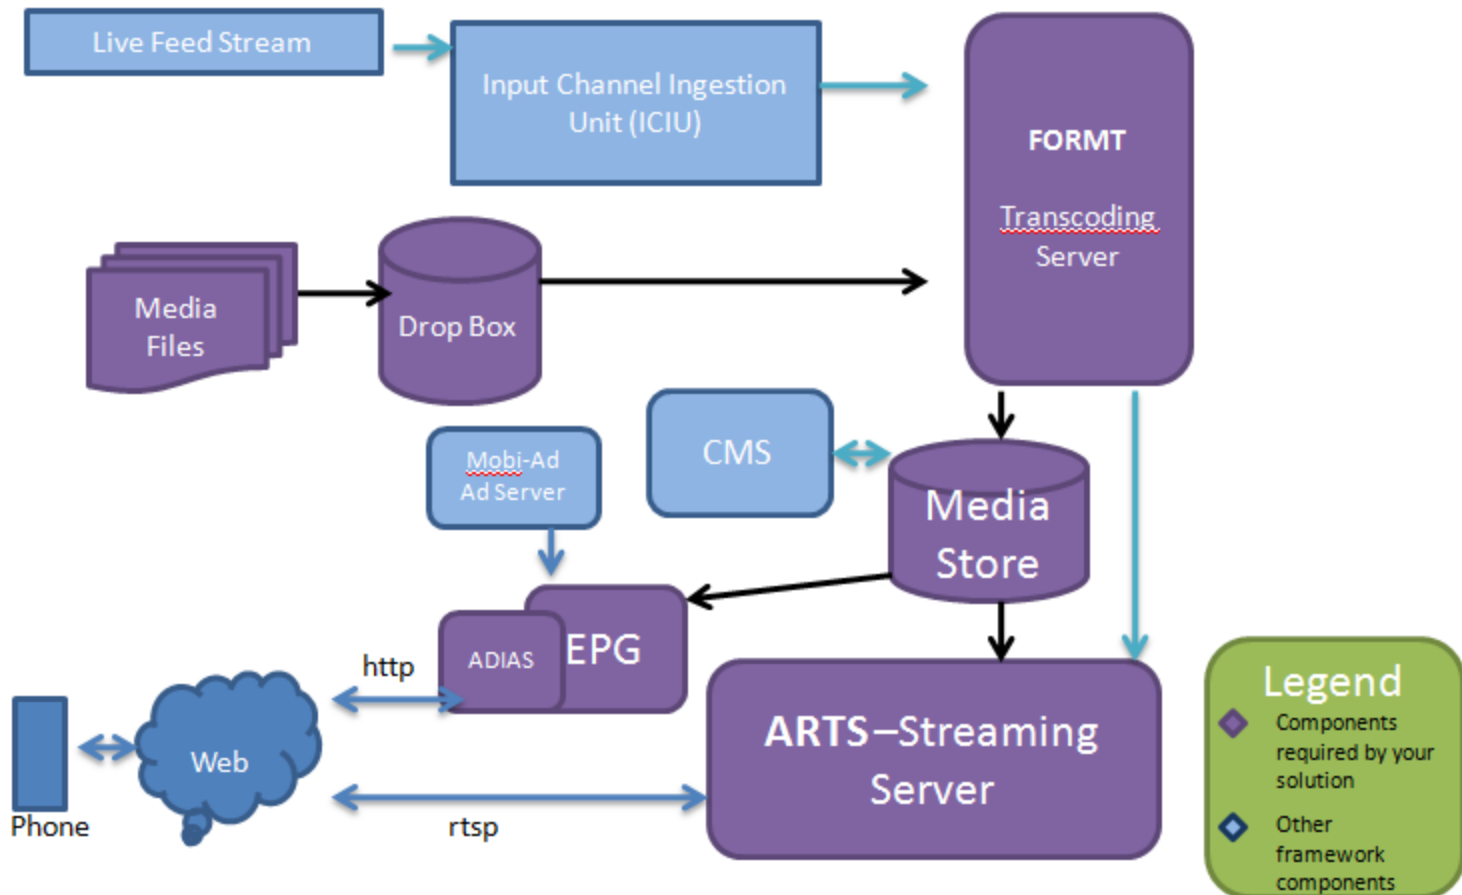 Live Feed Stream
Input Channel Ingestion
Unit (ICIU)
FORMT
Transcoding
Server
Media
Files
Drop Box
CMS
Mobi-Ad
Ad Server
Media
Store
ADIAS
EPG
http
Web
Phone
rtsp
ARTS–Streaming
Server
Legend
Components
required by your
solution
Other
framework
components